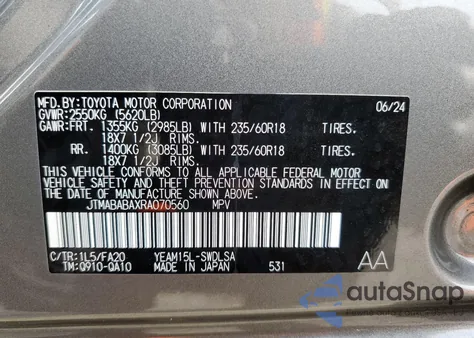 MFD.BY:TOYOTA MOTOR CORPORATION 06/24
GVWR:2550KG (5620LB)
GAWR:FRT. 1355KG (2985LB) WITH 235/60R18 TIRES.
18X7 1/2J RIMS.
RR. 1400KG (3085LB) WITH 235/60R18 TIRES.
18X7 1/2J RIMS.
THIS VEHICLE CONFORMS TO ALL APPLICABLE FEDERAL MOTOR
VEHICLE SAFETY AND THEFT PREVENTION STANDARDS IN EFFECT ON
THE DATE OF MANUFACTURE SHOWN ABOVE.
JTMABABAXRA070560 MPV
C/TR:1L5/FA20 YEAM15L-SWDLSA
TM:Q910-QA10 MADE IN JAPAN 531 AA
autoSnap